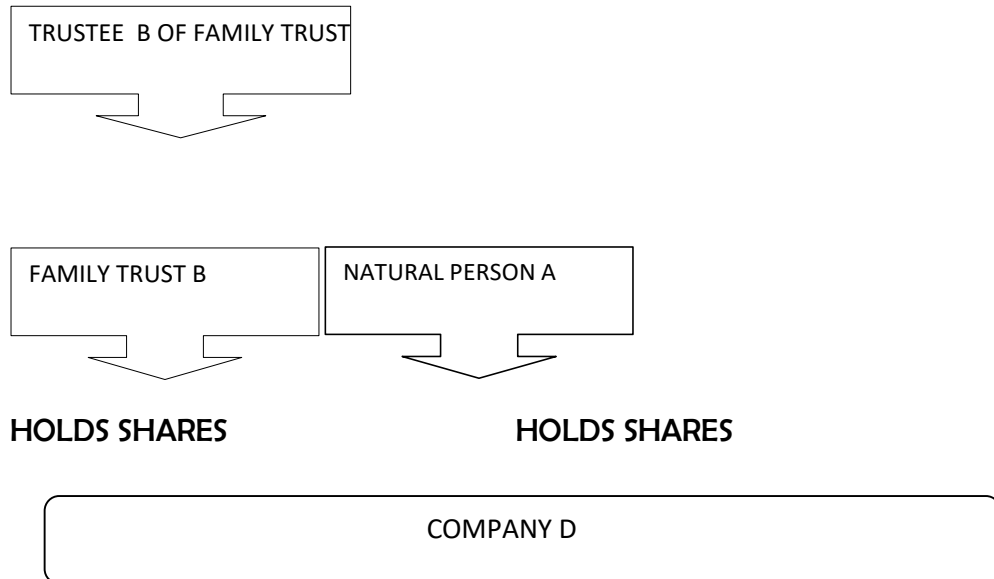 TRUSTEE B OF FAMILY TRUST
FAMILY TRUST B
NATURAL PERSON A
HOLDS SHARES
HOLDS SHARES
COMPANY D